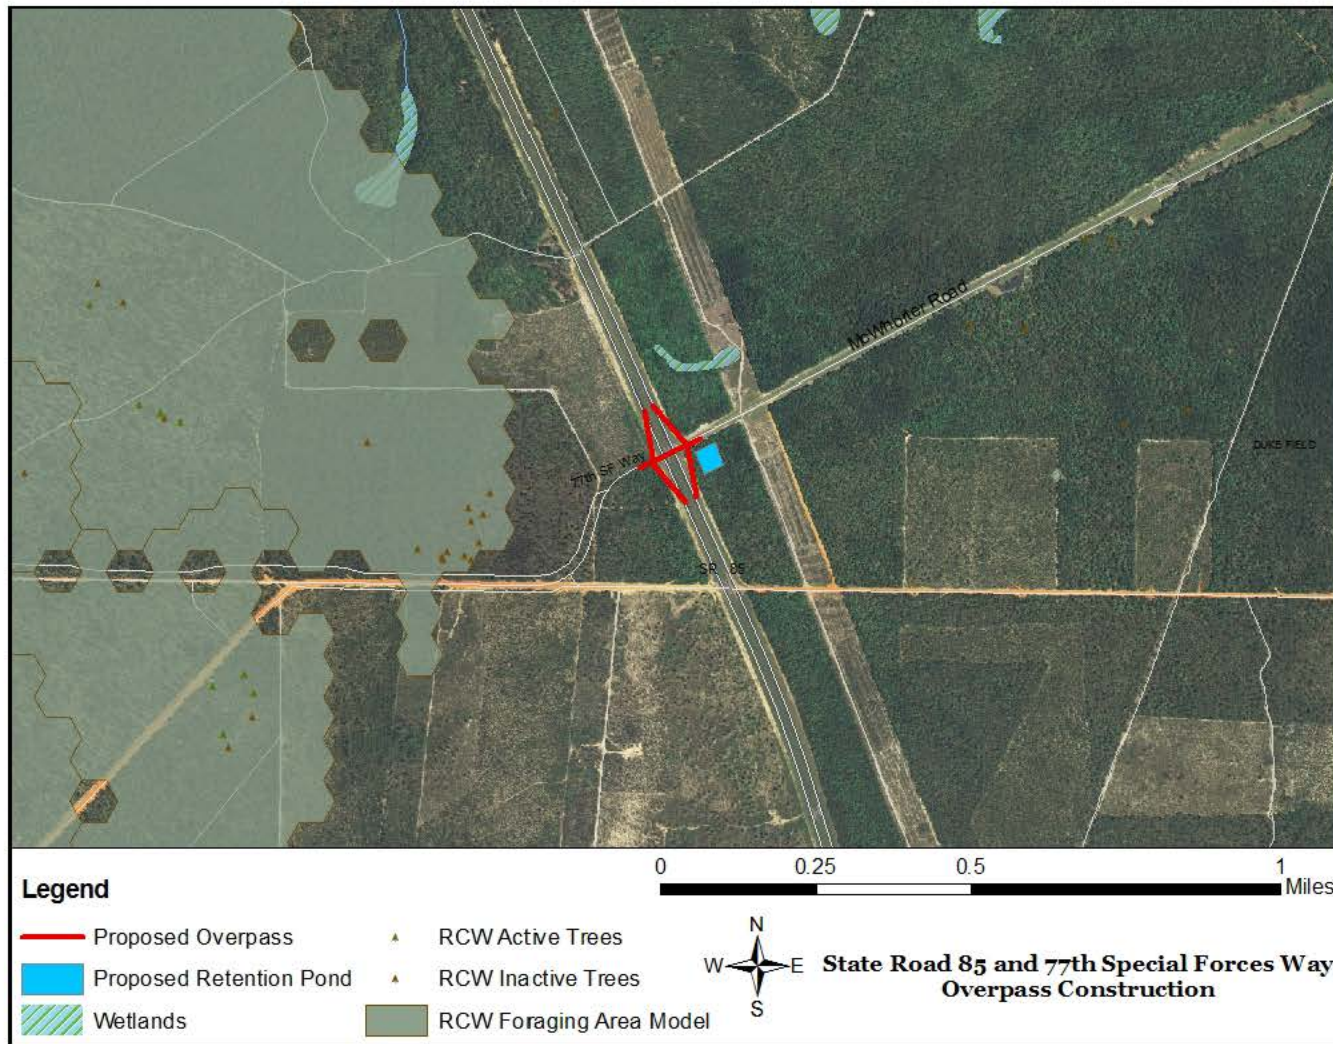 McWhorter Road
77th SF Way
DUKE FIELD
SR 85
Legend
Proposed Overpass
Proposed Retention Pond
Wetlands
RCW Active Trees
RCW Inactive Trees
RCW Foraging Area Model
0 0.25 0.5 1
Miles
N
W E
S
State Road 85 and 77th Special Forces Way
Overpass Construction